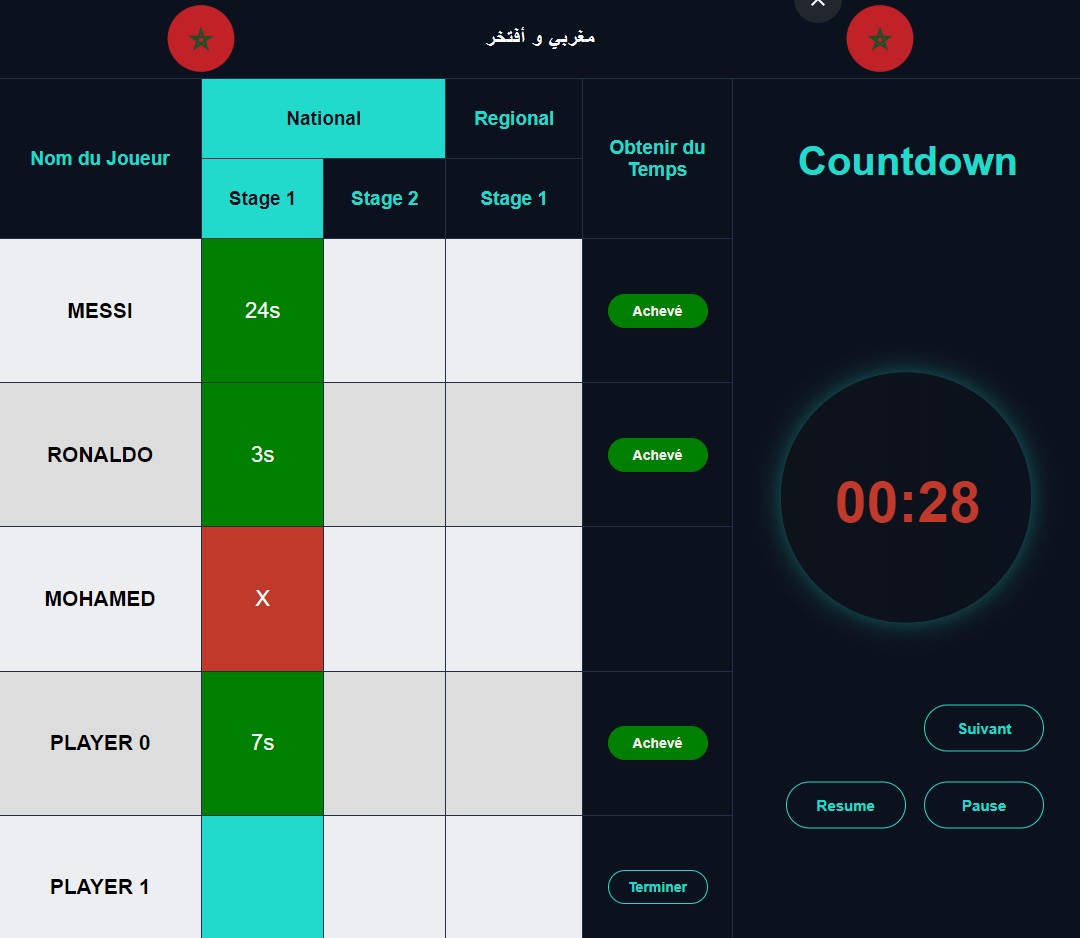 مغربي و أفتخر
Nom du Joueur
National
Regional
Obtenir du
Temps
Stage 1
Stage 2
Stage 1
Countdown
MESSI
24s
Achevé
RONALDO
3s
Achevé
00:28
MOHAMED
X
PLAYER 0
7s
Achevé
Suivant
Resume
Pause
PLAYER 1
Terminer